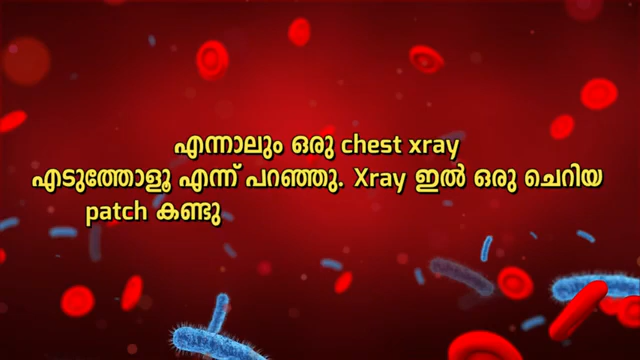 എന്നാലും ഒരു chest xray
എടുത്തോളൂ എന്ന് പറഞ്ഞു. Xray ഇൽ ഒരു ചെറിയ
patch കണ്ടു